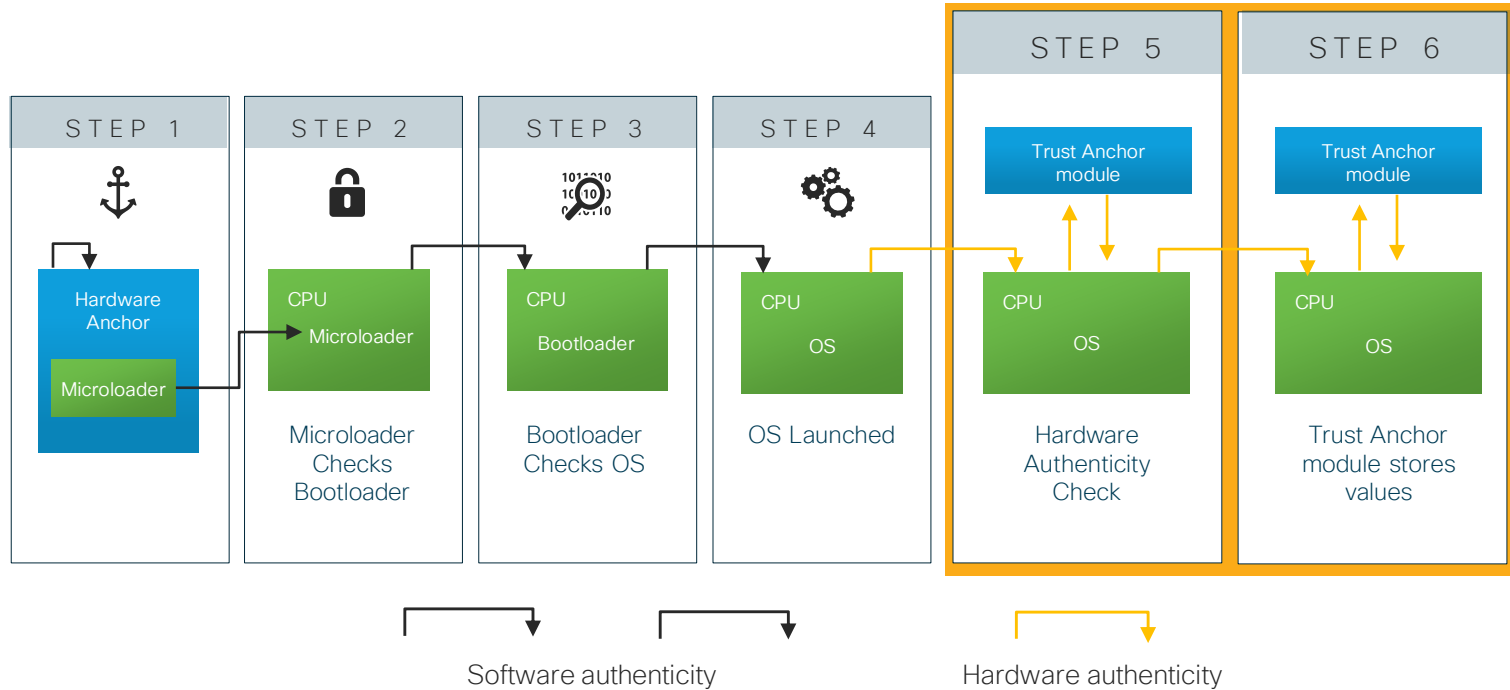 STEP 1
Hardware
Anchor
Microloader
STEP 2
CPU
Microloader
Microloader
Checks
Bootloader
STEP 3
1011010
CPU
Bootloader
Bootloader
Checks OS
STEP 4
CPU
OS
OS Launched
STEP 5
Trust Anchor
module
CPU
OS
Hardware
Authenticity
Check
STEP 6
Trust Anchor
module
CPU
OS
Trust Anchor
module stores
values
Software authenticity
Hardware authenticity